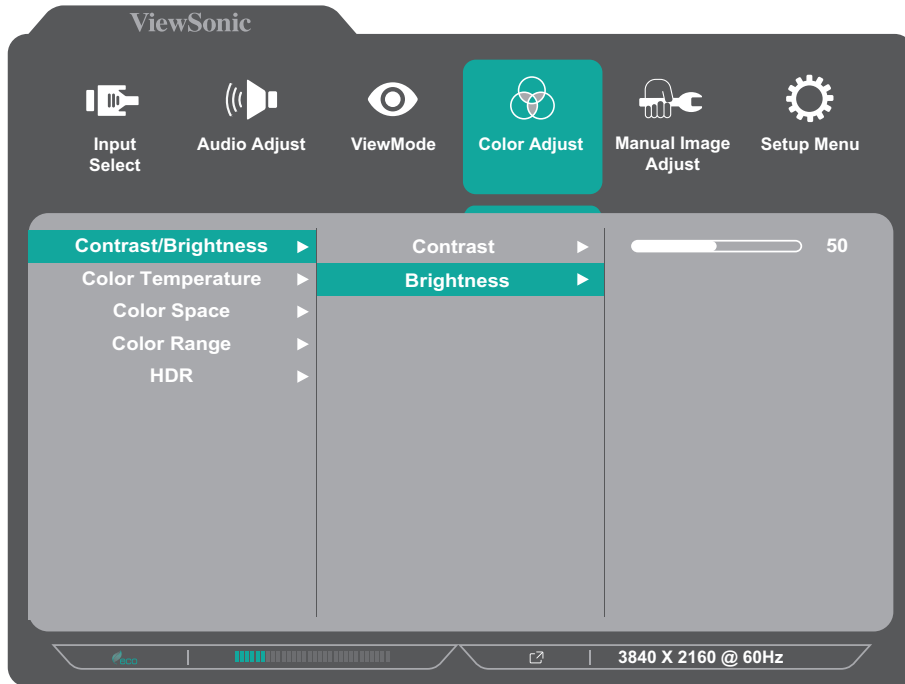 ViewSonic
Input Select
Audio Adjust
ViewMode
Color Adjust
Manual Image Adjust
Setup Menu
Contrast/Brightness
Contrast
50
Color Temperature
Brightness
Color Space
Color Range
HDR
eco
3840 X 2160 @ 60Hz